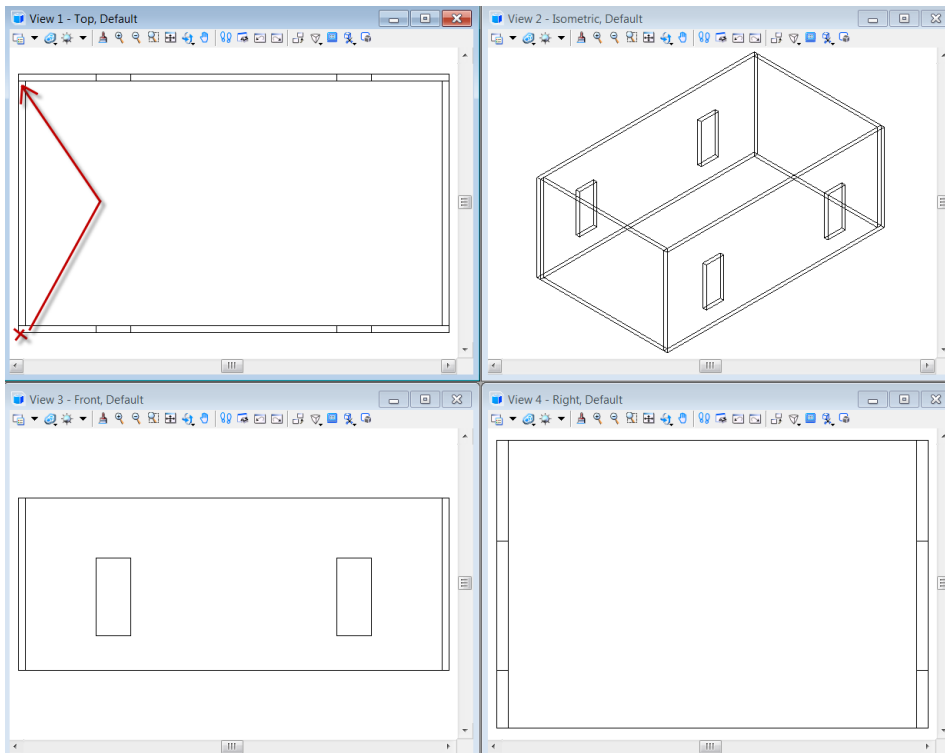 View 1 - Top, Default
View 2 - Isometric, Default
View 3 - Front, Default
View 4 - Right, Default